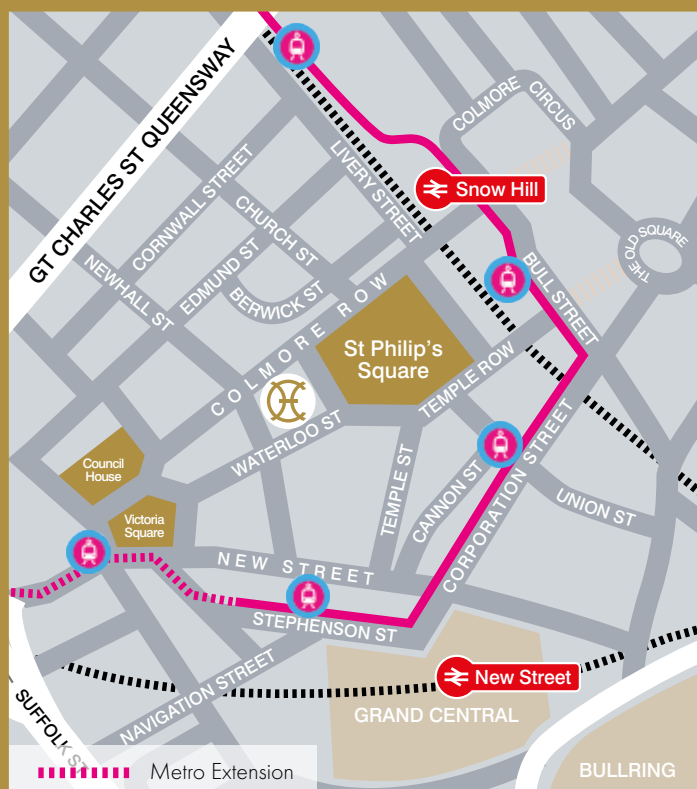 GT CHARLES ST QUEENSWAY
COLMORE
CIRCUS
LIVERY STREET
Snow Hill
CORNWALL STREET
CHURCH ST
EDMUND ST
BERWICK ST
NEWHALL ST
THE OLD SQUARE
BULL STREET
COLMORE ROW
St Philip's
Square
TEMPLE ROW
WATERLOO ST
Council
House
Victoria
Square
TEMPLE ST
CANNON ST
CORPORATION STREET
UNION ST
NEW STREET
STEPHENSON ST
NAVIGATION STREET
New Street
GRAND CENTRAL
SUFFOLK ST
BULLRING
Metro Extension